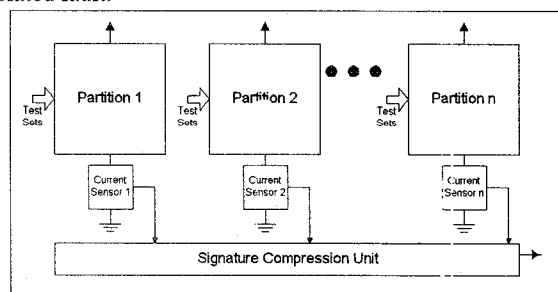 Partition 1
Partition 2
Partition n
Test
Sets
Test
Sets
Test
Sets
Current
Sensor 1
Current
Sensor 2
Current
Sensor n
Signature Compression Unit